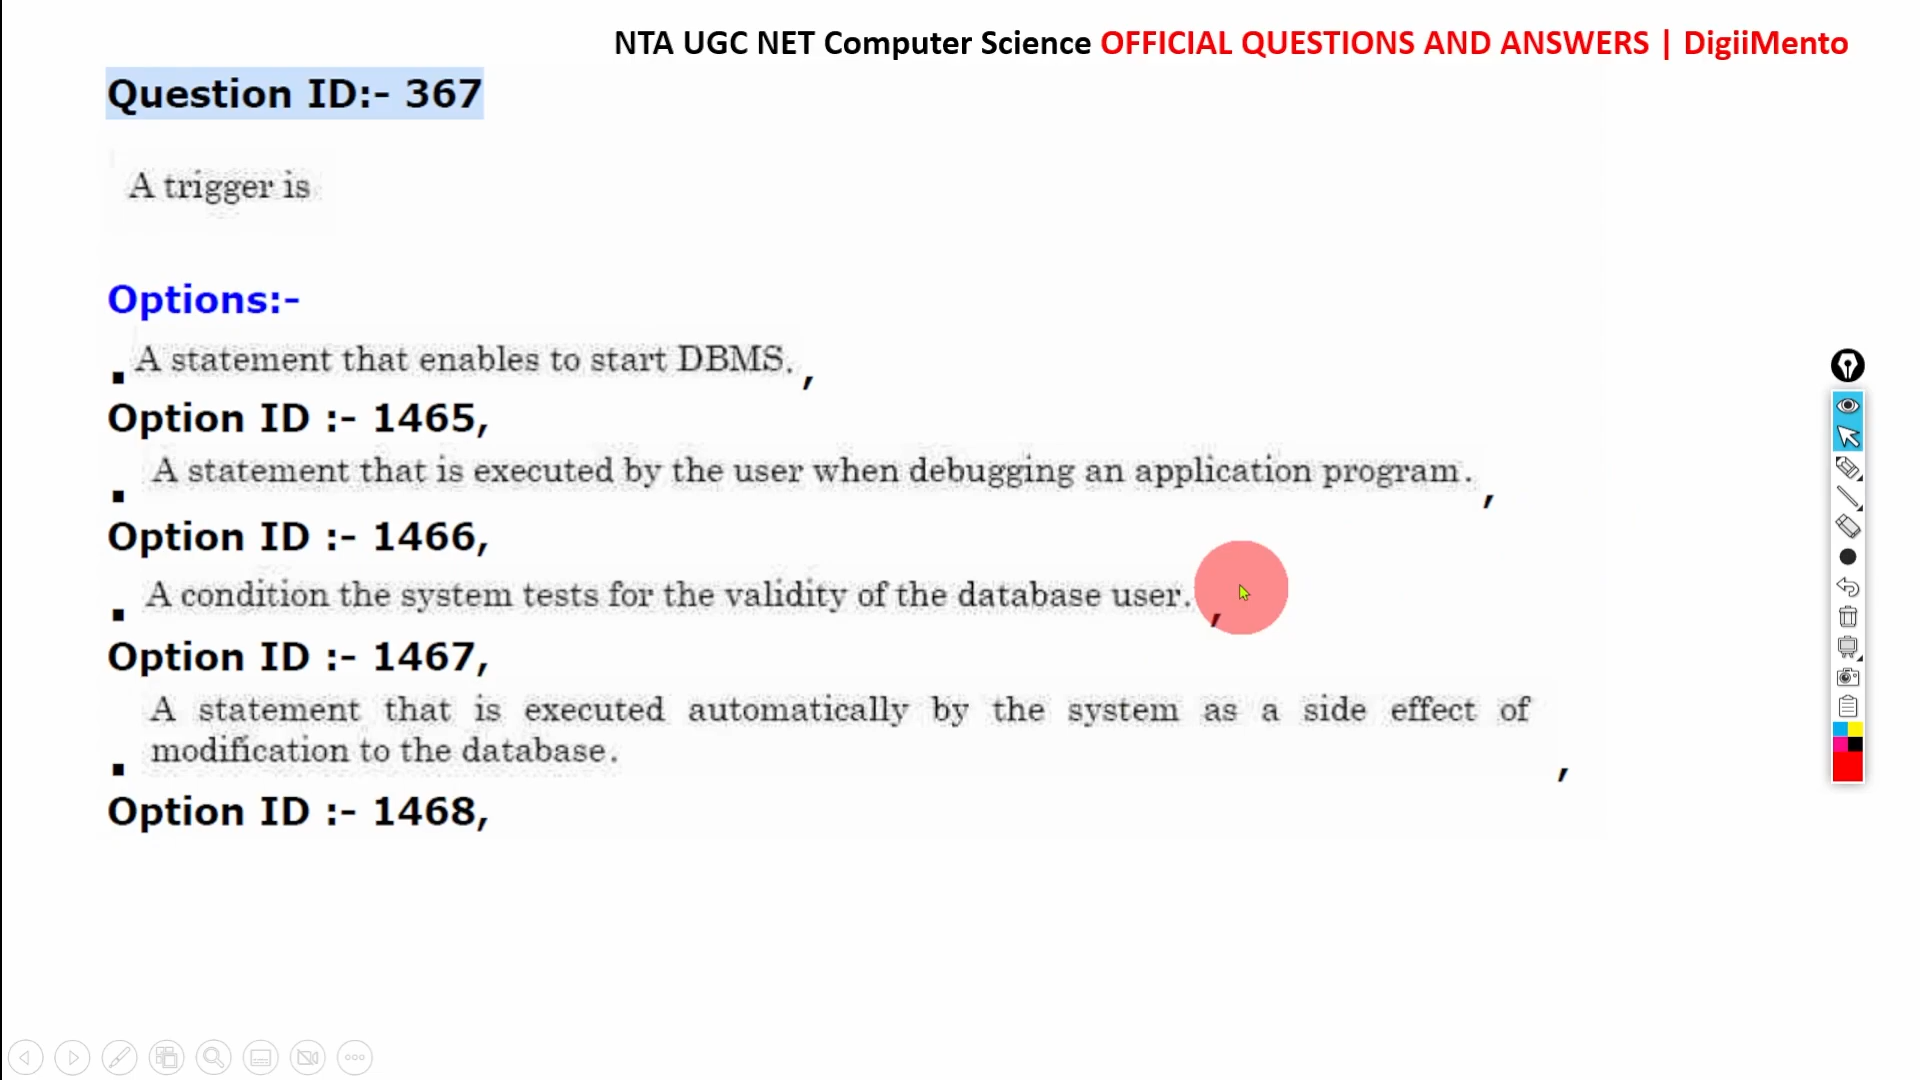 NTA UGC NET Computer Science OFFICIAL QUESTIONS AND ANSWERS | DigiiMento
Question ID:- 367
A trigger is
Options:-
A statement that enables to start DBMS. ,
Option ID :- 1465,
A statement that is executed by the user when debugging an application program. ,
Option ID :- 1466,
A condition the system tests for the validity of the database user. ,
Option ID :- 1467,
A statement that is executed automatically by the system as a side effect of
modification to the database. ,
Option ID :- 1468,